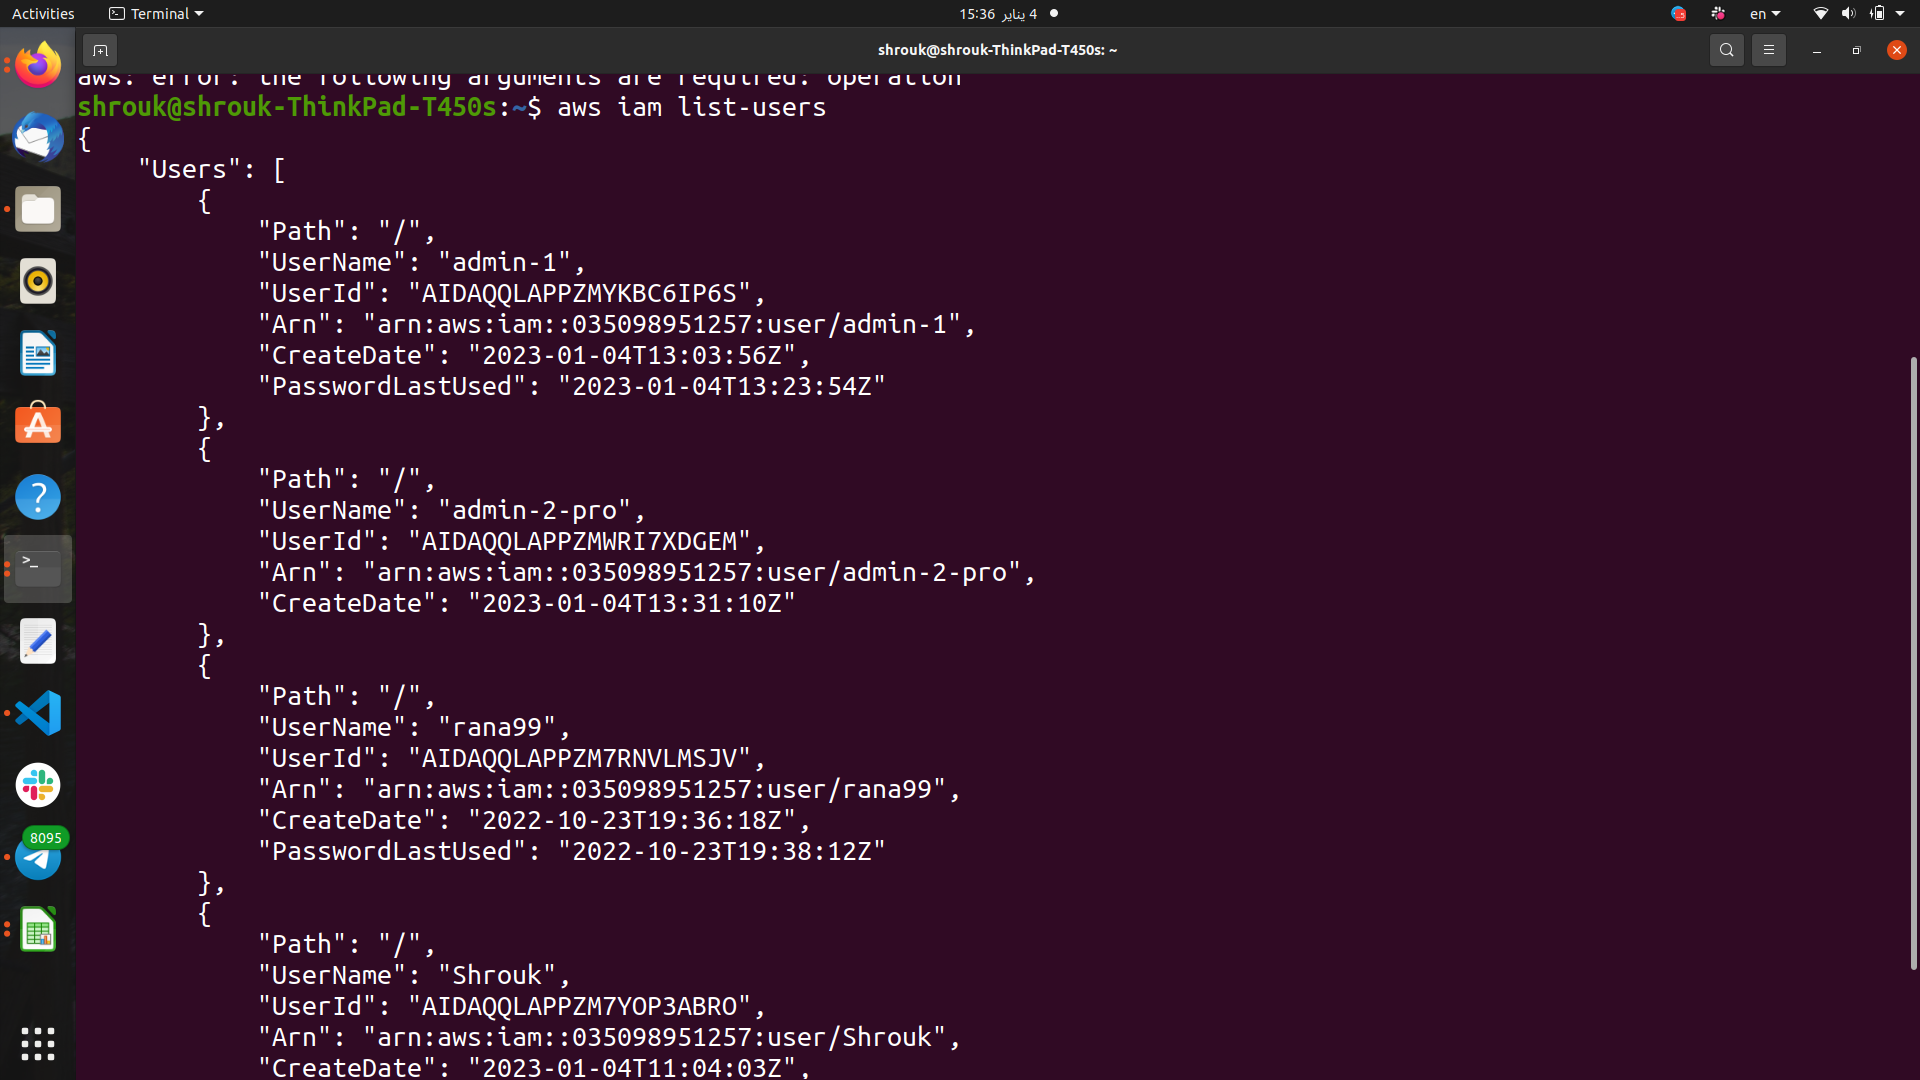 Activities
Terminal
4 يناير 15:36
en
shrouk@shrouk-ThinkPad-T450s: ~
aws: error: the following arguments are required: operation
shrouk@shrouk-ThinkPad-T450s:~$ aws iam list-users
{
    "Users": [
        {
            "Path": "/",
            "UserName": "admin-1",
            "UserId": "AIDAQQLAPPZMYKBC6IP6S",
            "Arn": "arn:aws:iam::035098951257:user/admin-1",
            "CreateDate": "2023-01-04T13:03:56Z",
            "PasswordLastUsed": "2023-01-04T13:23:54Z"
        },
        {
            "Path": "/",
            "UserName": "admin-2-pro",
            "UserId": "AIDAQQLAPPZMWRI7XDGEM",
            "Arn": "arn:aws:iam::035098951257:user/admin-2-pro",
            "CreateDate": "2023-01-04T13:31:10Z"
        },
        {
            "Path": "/",
            "UserName": "rana99",
            "UserId": "AIDAQQLAPPZM7RNVLMSJV",
            "Arn": "arn:aws:iam::035098951257:user/rana99",
            "CreateDate": "2022-10-23T19:36:18Z",
            "PasswordLastUsed": "2022-10-23T19:38:12Z"
        },
        {
            "Path": "/",
            "UserName": "Shrouk",
            "UserId": "AIDAQQLAPPZM7YOP3ABRO",
            "Arn": "arn:aws:iam::035098951257:user/Shrouk",
            "CreateDate": "2023-01-04T11:04:03Z",
8095